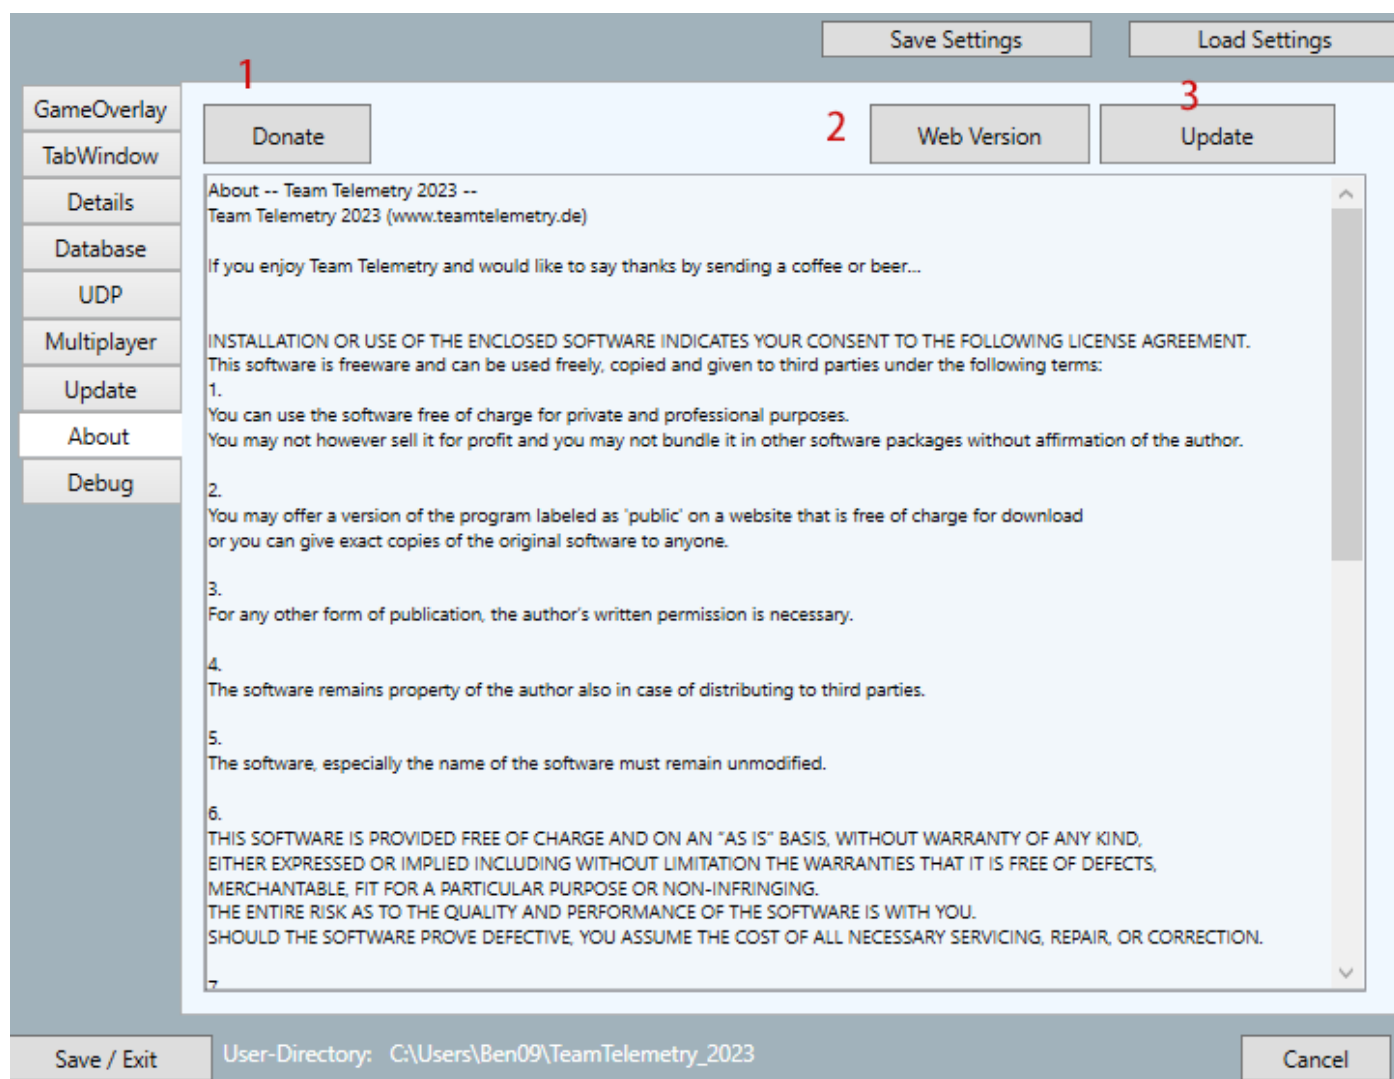 Save Settings
Load Settings
1
2
3
GameOverlay
TabWindow
Details
Database
UDP
Multiplayer
Update
About
Debug
Donate
Web Version
Update
About -- Team Telemetry 2023 --
Team Telemetry 2023 (www.teamtelemetry.de)
If you enjoy Team Telemetry and would like to say thanks by sending a coffee or beer...
INSTALLATION OR USE OF THE ENCLOSED SOFTWARE INDICATES YOUR CONSENT TO THE FOLLOWING LICENSE AGREEMENT.
This software is freeware and can be used freely, copied and given to third parties under the following terms:
1.
You can use the software free of charge for private and professional purposes.
You may not however sell it for profit and you may not bundle it in other software packages without affirmation of the author.
2.
You may offer a version of the program labeled as 'public' on a website that is free of charge for download
or you can give exact copies of the original software to anyone.
3.
For any other form of publication, the author's written permission is necessary.
4.
The software remains property of the author also in case of distributing to third parties.
5.
The software, especially the name of the software must remain unmodified.
6.
THIS SOFTWARE IS PROVIDED FREE OF CHARGE AND ON AN "AS IS" BASIS, WITHOUT WARRANTY OF ANY KIND,
EITHER EXPRESSED OR IMPLIED INCLUDING WITHOUT LIMITATION THE WARRANTIES THAT IT IS FREE OF DEFECTS,
MERCHANTABLE, FIT FOR A PARTICULAR PURPOSE OR NON-INFRINGING.
THE ENTIRE RISK AS TO THE QUALITY AND PERFORMANCE OF THE SOFTWARE IS WITH YOU.
SHOULD THE SOFTWARE PROVE DEFECTIVE, YOU ASSUME THE COST OF ALL NECESSARY SERVICING, REPAIR, OR CORRECTION.
7
Save / Exit
User-Directory: C:\Users\Ben09\TeamTelemetry_2023
Cancel